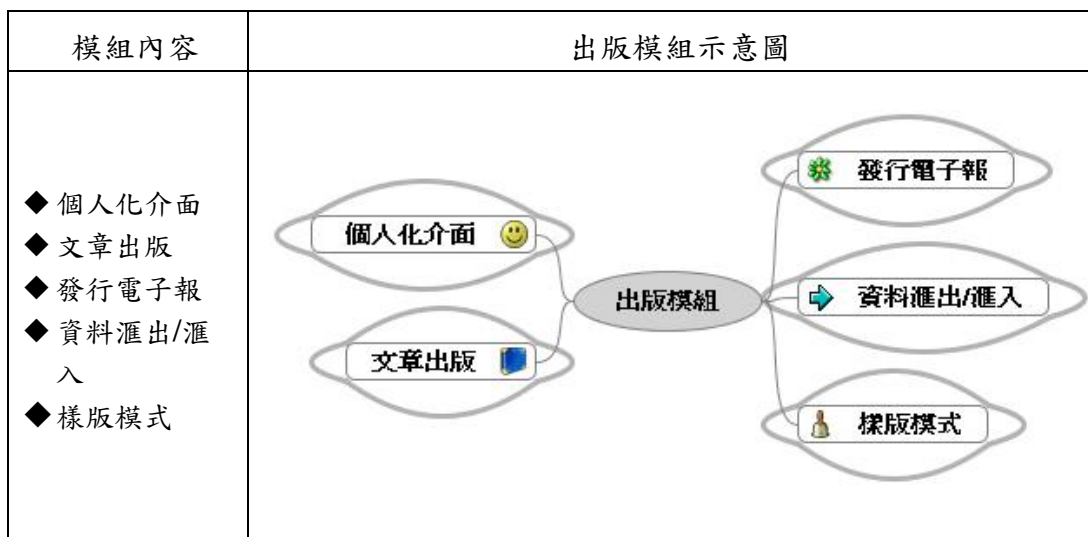 模組內容
出版模組示意圖
◆個人化介面
◆文章出版
◆發行電子報
◆資料滙出/滙
入
◆樣版模式
個人化介面
文章出版
出版模組
發行電子報
資料滙出/滙入
樣版模式